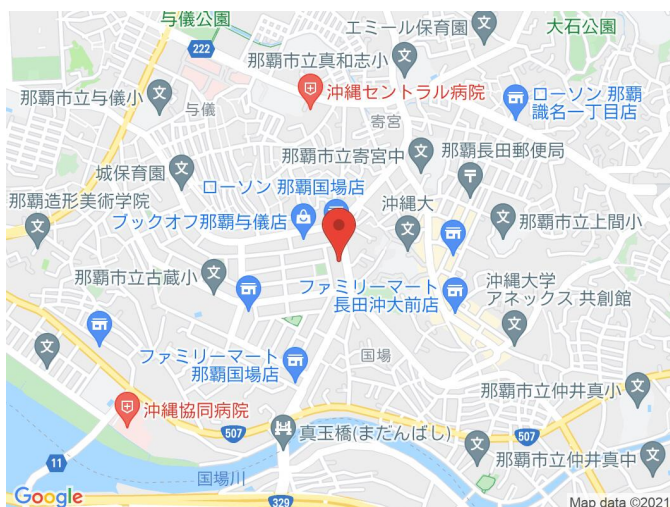 与儀公園
エミール保育園
大石公園
222
那覇市立真和志小
沖縄セントラル病院
ローソン 那覇
識名一丁目店
那覇市立与儀小
与儀
寄宮
那覇市立寄宮中
那覇長田郵便局
城保育園
ローソン 那覇国場店
沖縄大
那覇造形美術学院
ブックオフ那覇与儀店
那覇市立上間小
那覇市立古蔵小
ファミリーマート
長田沖大前店
沖縄大学
アネックス 共創館
ファミリーマート
那覇国場店
国場
那覇市立仲井真小
沖縄協同病院
507
真玉橋(まだんばし)
507
那覇市立仲井真中
11
国場川
329
Google
Map data ©2021